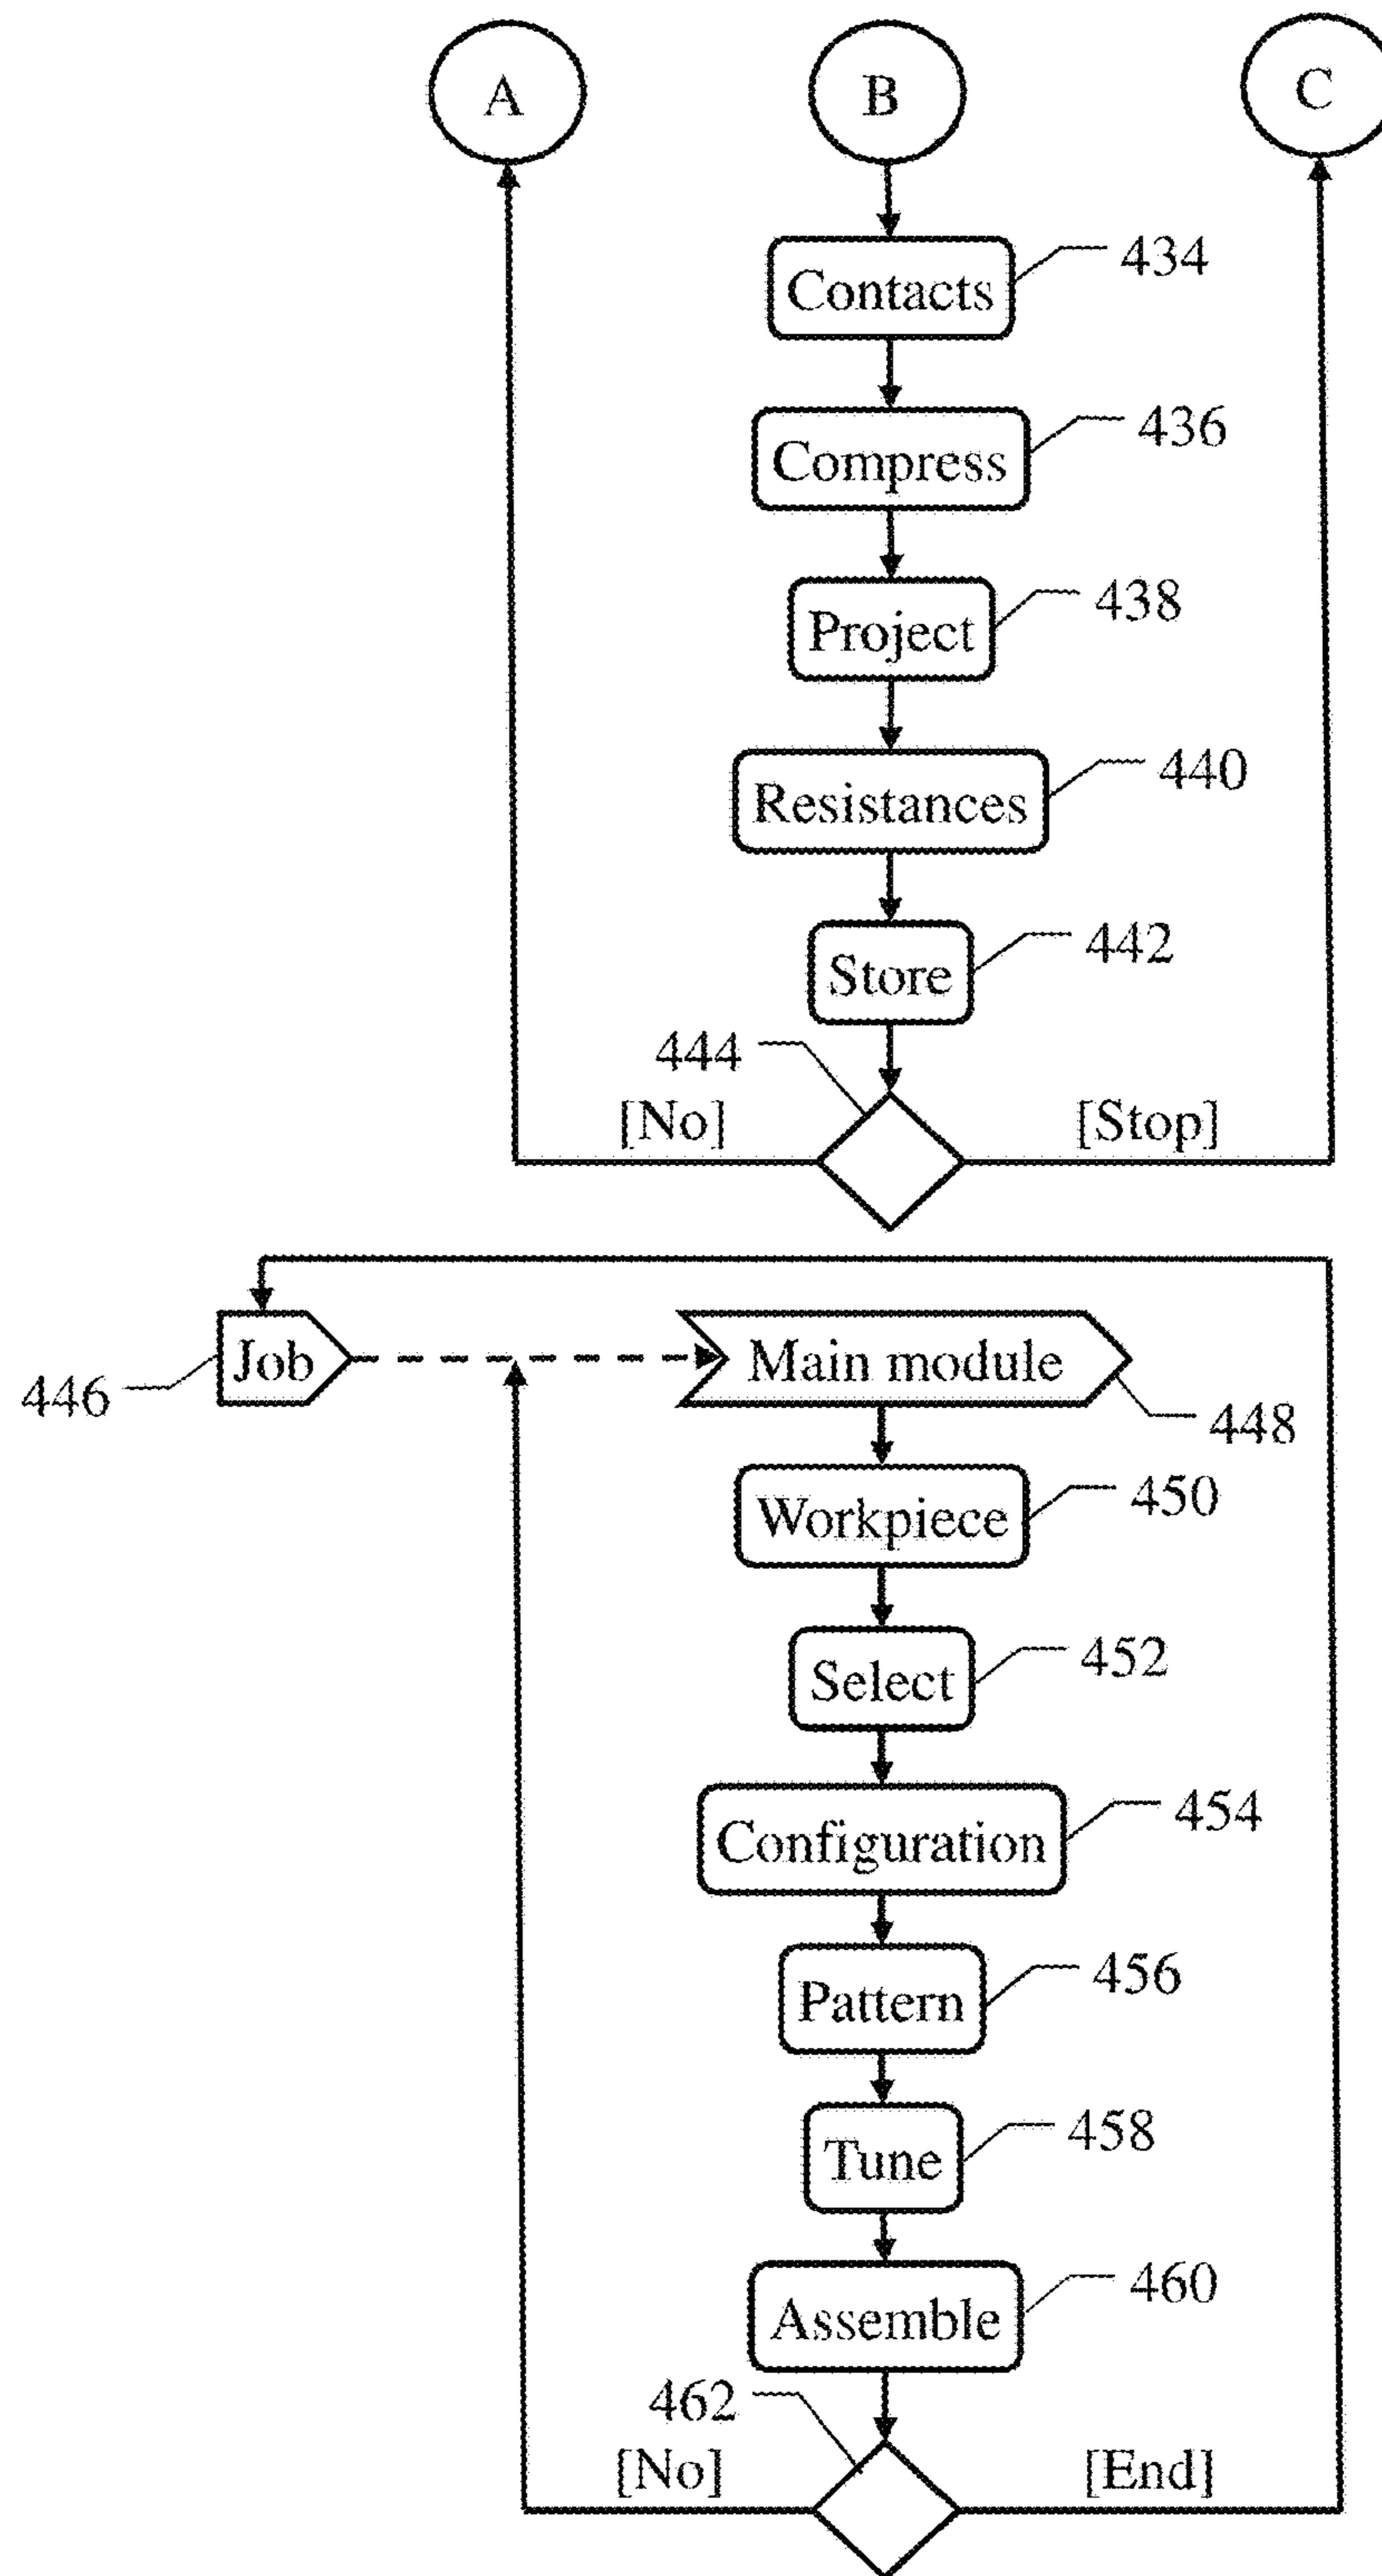 A B C
Contacts 434
Compress 436
Project 438
Resistances 440
Store 442
444
[No] [Stop]
Job Main module
446 448
Workpiece 450
Select 452
Configuration 454
Pattern 456
Tune 458
Assemble 460
462
[No] [End]